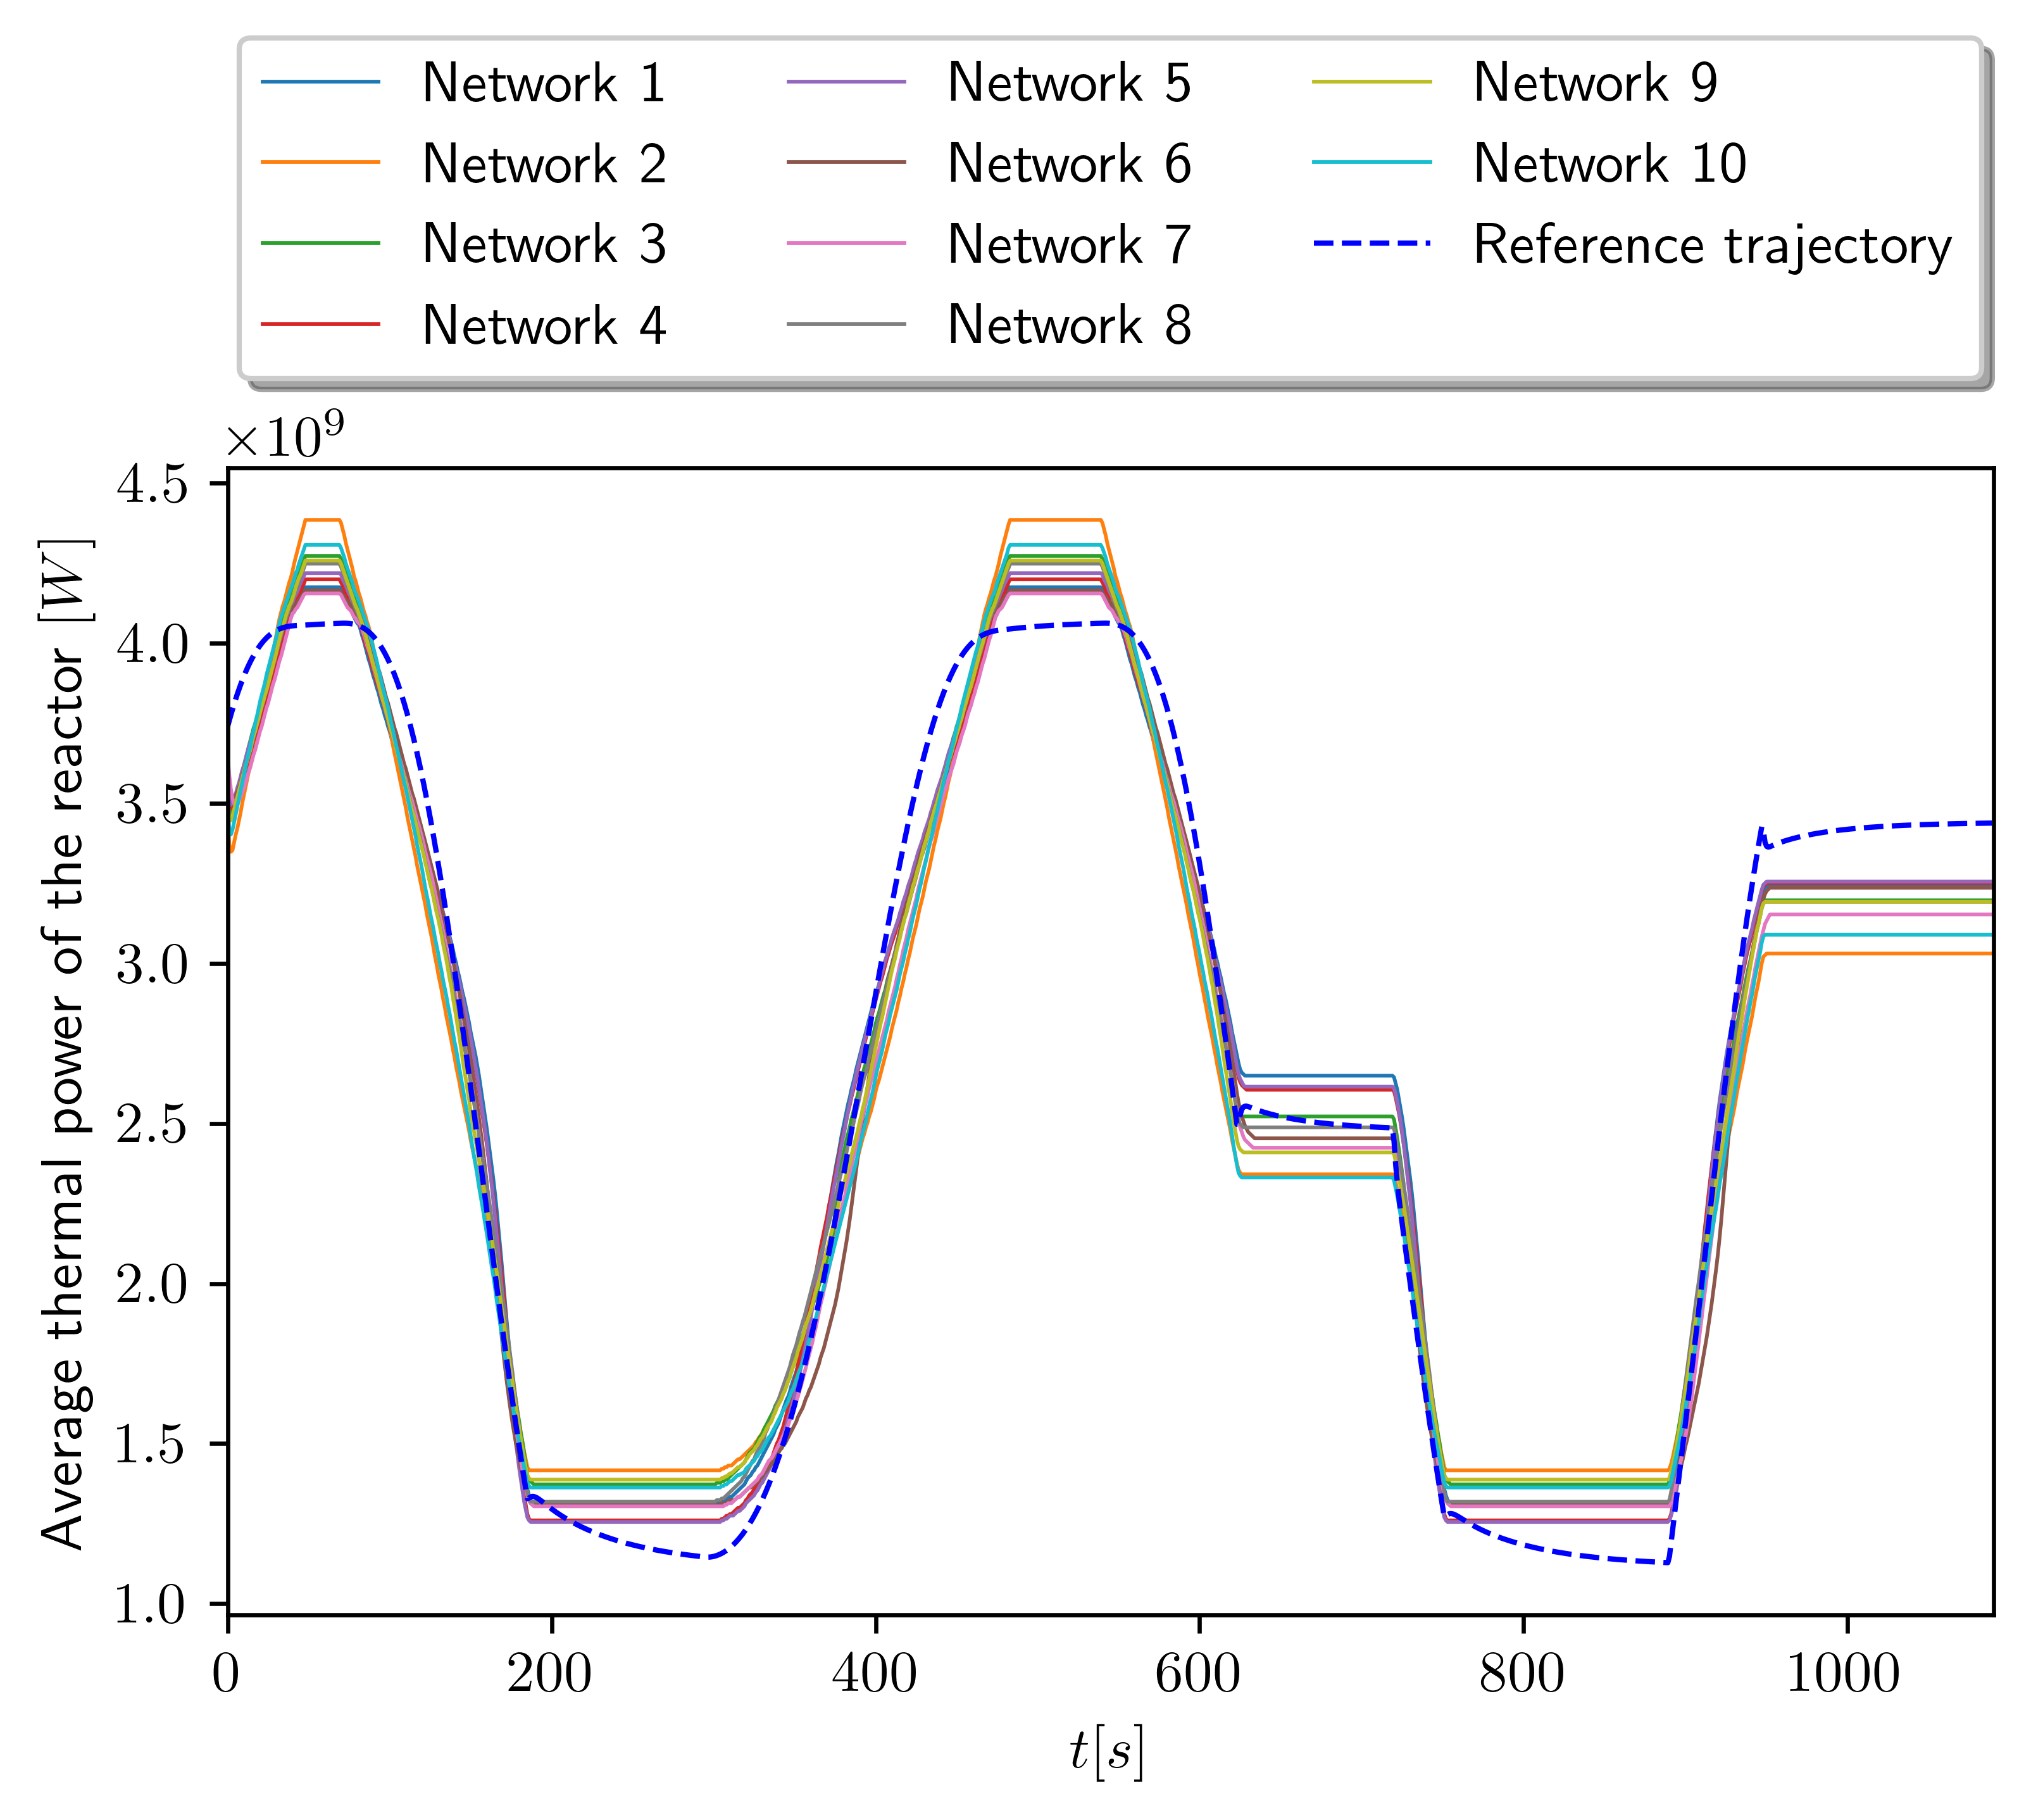 Network 1
Network 2
Network 3
Network 4
Network 5
Network 6
Network 7
Network 8
Network 9
Network 10
Reference trajectory
×10⁹
4.5
4.0
3.5
3.0
2.5
2.0
1.5
1.0
Average thermal power of the reactor [W]
0 200 400 600 800 1000
t[s]